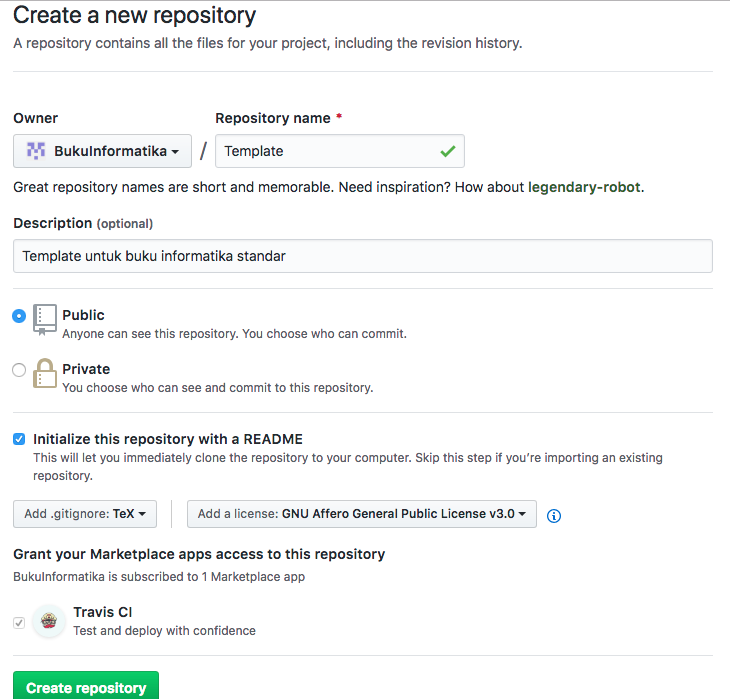 Create a new repository
A repository contains all the files for your project, including the revision history.
Owner
Repository name *
BukuInformatika
/
Template
Great repository names are short and memorable. Need inspiration? How about legendary-robot.
Description (optional)
Template untuk buku informatika standar
Public
Anyone can see this repository. You choose who can commit.
Private
You choose who can see and commit to this repository.
Initialize this repository with a README
This will let you immediately clone the repository to your computer. Skip this step if you're importing an existing
repository.
Add .gitignore: TeX
Add a license: GNU Affero General Public License v3.0
Grant your Marketplace apps access to this repository
BukuInformatika is subscribed to 1 Marketplace app
Travis CI
Test and deploy with confidence
Create repository